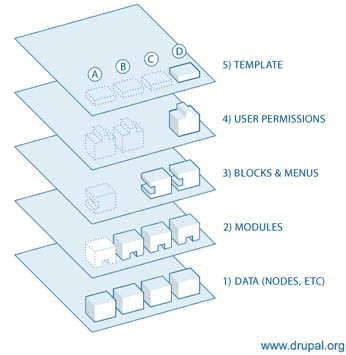 A B C D
5) TEMPLATE
4) USER PERMISSIONS
3) BLOCKS & MENUS
2) MODULES
1) DATA (NODES, ETC)
www.drupal.org